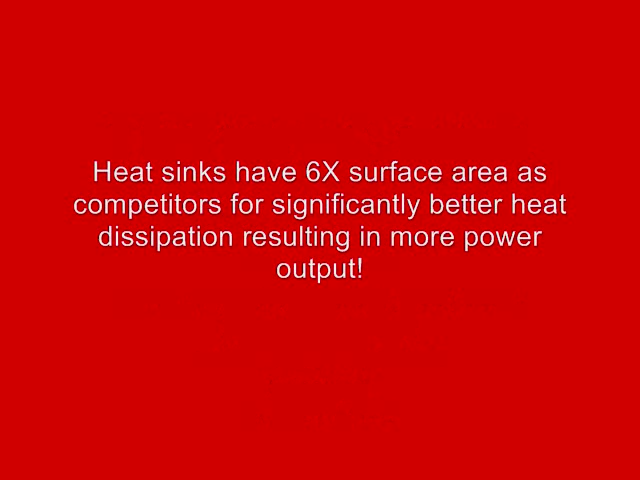 Heat sinks have 6X surface area as
competitors for significantly better heat
dissipation resulting in more power
output!